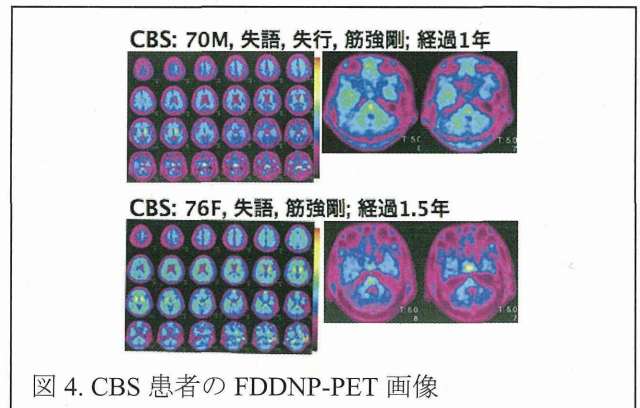 CBS: 70M, 失語, 失行, 筋強剛; 経過1年
CBS: 76F, 失語, 筋強剛; 経過1.5年
図 4. CBS 患者の FDDNP-PET 画像